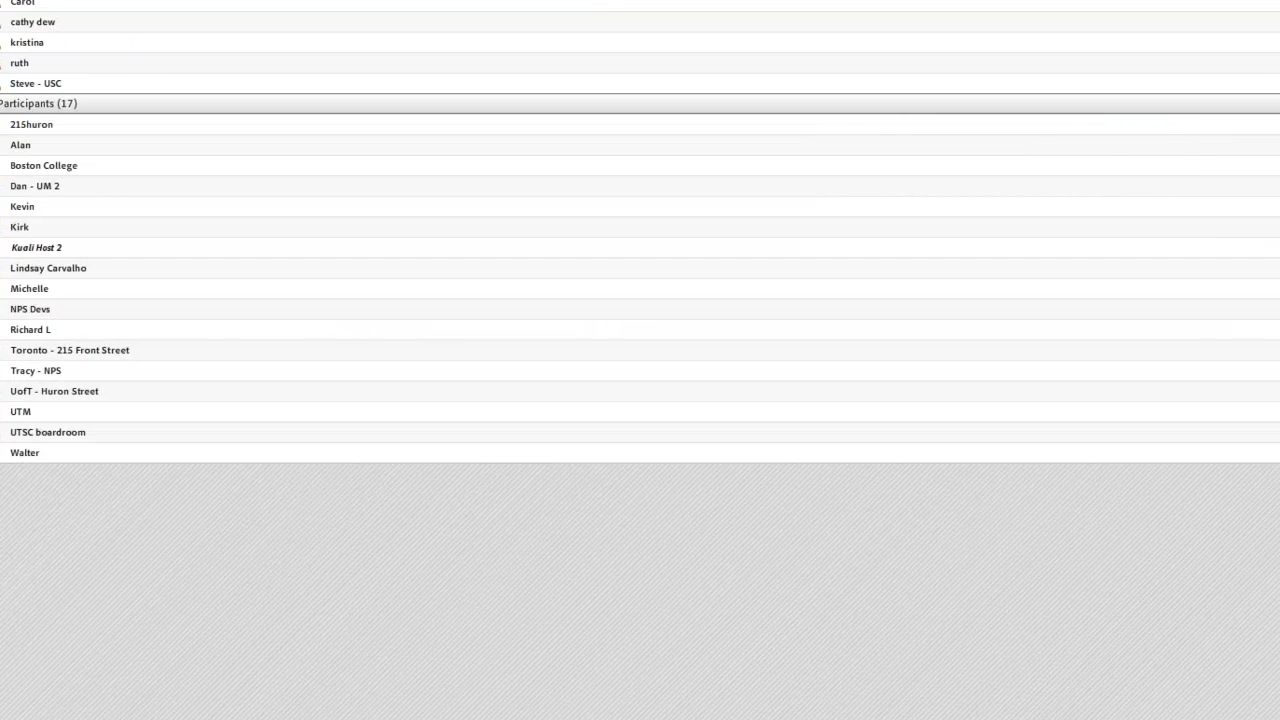 Carol
cathy dew
kristina
ruth
Steve - USC
Participants (17)
215huron
Alan
Boston College
Dan - UM 2
Kevin
Kirk
Kuali Host 2
Lindsay Carvalho
Michelle
NPS Devs
Richard L
Toronto - 215 Front Street
Tracy - NPS
UofT - Huron Street
UTM
UTSC boardroom
Walter